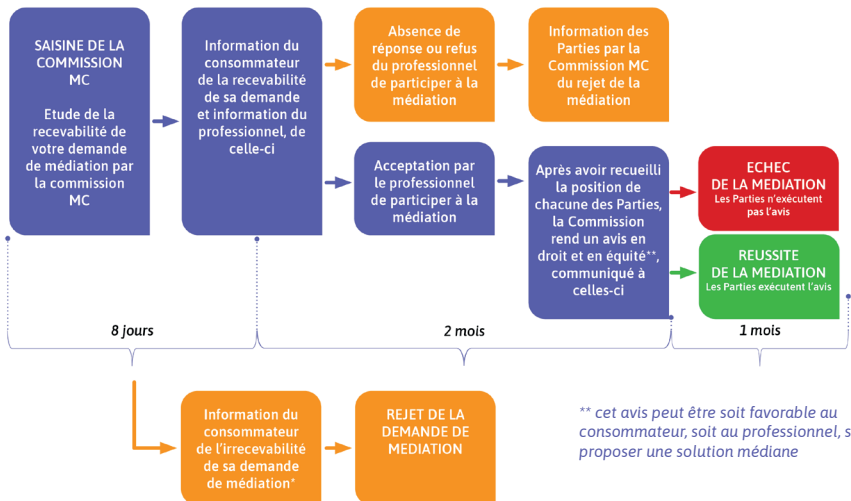 SAISINE DE LA
COMMISSION
MC
Etude de la
recevabilité de
votre demande
de médiation par
la commission
MC
Information du
consommateur
de la recevabilité
de sa demande
et information du
professionnel, de
celle-ci
Absence de
réponse ou refus
du professionnel
de participer à la
médiation
Information des
Parties par la
Commission MC
du rejet de la
médiation
Acceptation par
le professionnel
de participer à la
médiation
Après avoir recueilli
la position de
chacune des Parties,
la Commission
rend un avis en
droit et en équité**,
communiqué à
celles-ci
ECHEC
DE LA MEDIATION
Les Parties n'exécutent
pas l'avis
REUSSITE
DE LA MEDIATION
Les Parties exécutent l'avis
8 jours
2 mois
1 mois
Information du
consommateur
de l'irrecevabilité
de sa demande
de médiation*
REJET DE LA
DEMANDE DE
MEDIATION
** cet avis peut être soit favorable au
consommateur, soit au professionnel, s
proposer une solution médiane